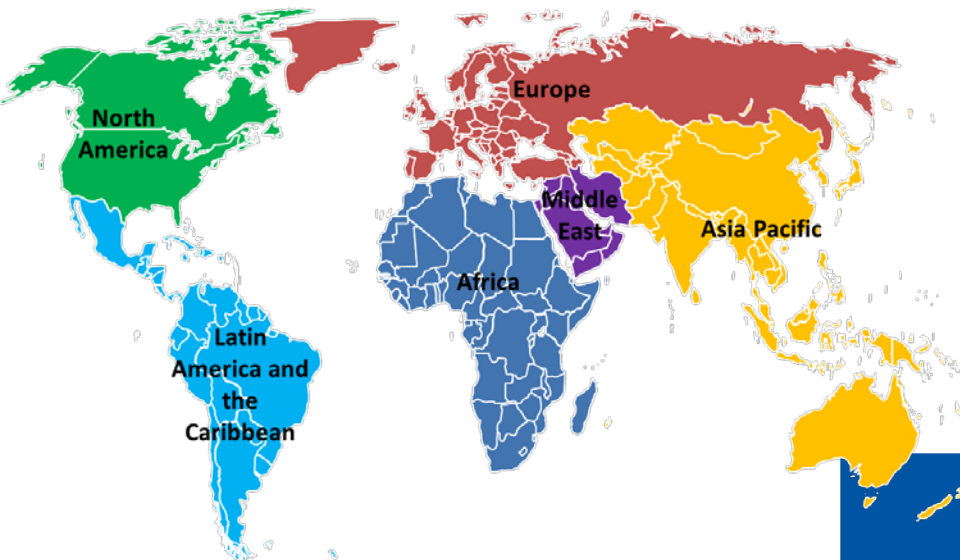 North
America
Europe
Middle
East
Asia Pacific
Africa
Latin
America and
the
Caribbean